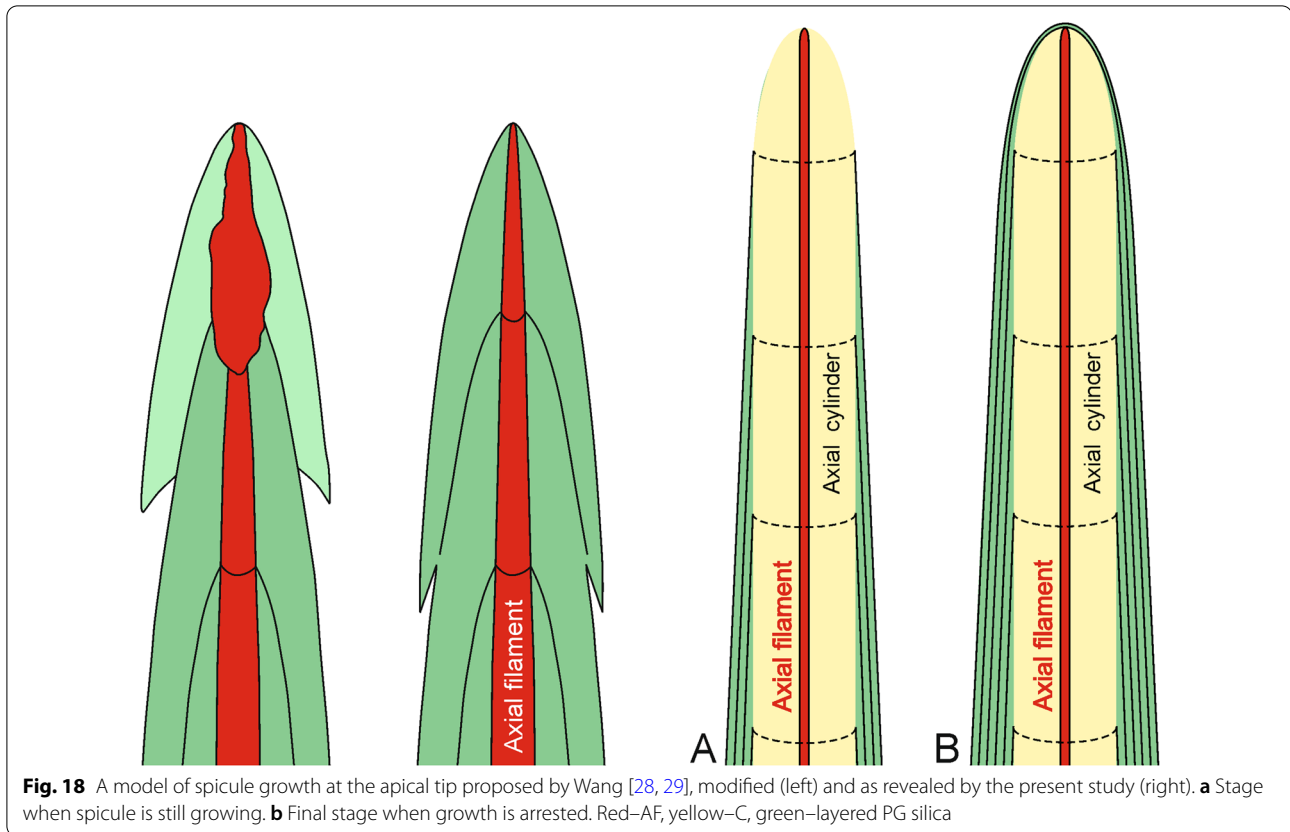 Axial filament
Axial filament
Axial cylinder
A
Axial filament
Axial cylinder
B
Fig. 18 A model of spicule growth at the apical tip proposed by Wang [28, 29], modified (left) and as revealed by the present study (right). a Stage
when spicule is still growing. b Final stage when growth is arrested. Red–AF, yellow–C, green–layered PG silica